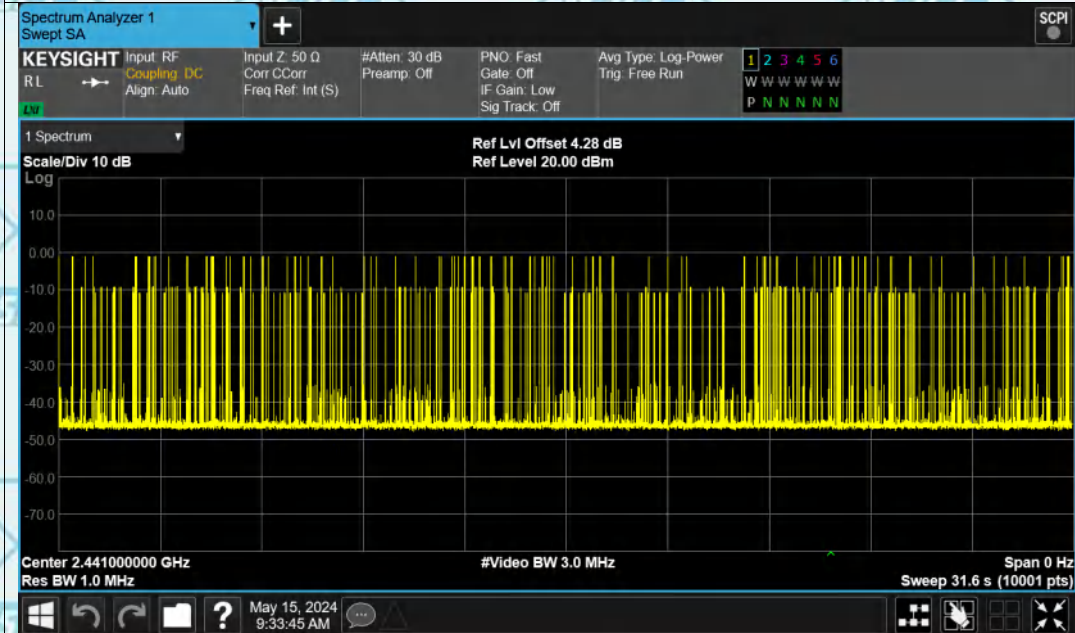 Spectrum Analyzer 1
Swept SA
+
SCPI
KEYSIGHT
RL
LXI
Input: RF
Coupling: DC
Align: Auto
Input Z: 50 Ω
Corr CCorr
Freq Ref: Int (S)
#Atten: 30 dB
Preamp: Off
PNO: Fast
Gate: Off
IF Gain: Low
Sig Track: Off
Avg Type: Log-Power
Trig: Free Run
1 2 3 4 5 6
W W W W W W
P N N N N N
1 Spectrum
Scale/Div 10 dB
Ref Lvl Offset 4.28 dB
Ref Level 20.00 dBm
Log
10.0
0.00
-10.0
-20.0
-30.0
-40.0
-50.0
-60.0
-70.0
Center 2.441000000 GHz
#Video BW 3.0 MHz
Span 0 Hz
Res BW 1.0 MHz
Sweep 31.6 s (10001 pts)
?
May 15, 2024
9:33:45 AM